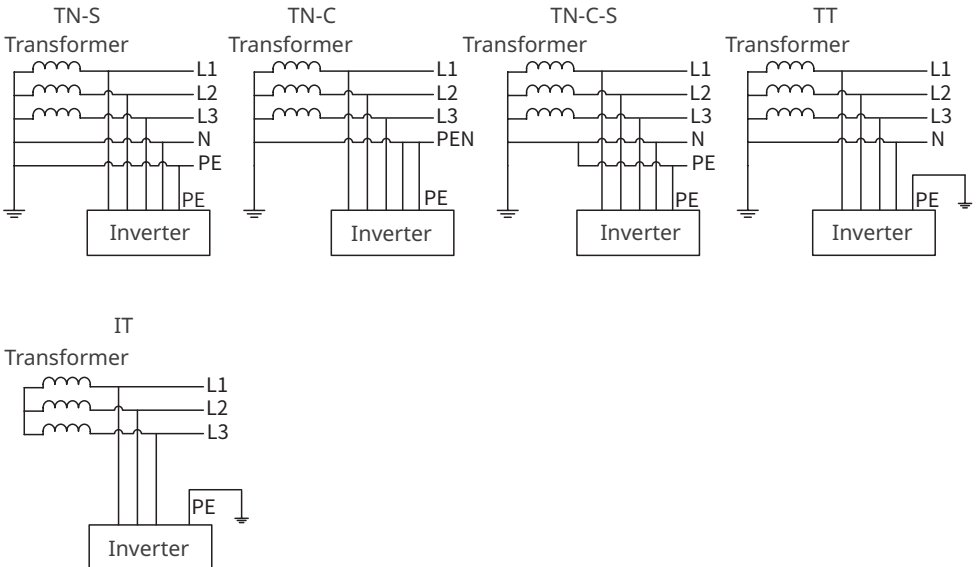 TN-S
Transformer
L1
L2
L3
N
PE
PE
Inverter
TN-C
Transformer
L1
L2
L3
PEN
PE
Inverter
TN-C-S
Transformer
L1
L2
L3
N
PE
PE
Inverter
TT
Transformer
L1
L2
L3
N
PE
Inverter
IT
Transformer
L1
L2
L3
PE
Inverter